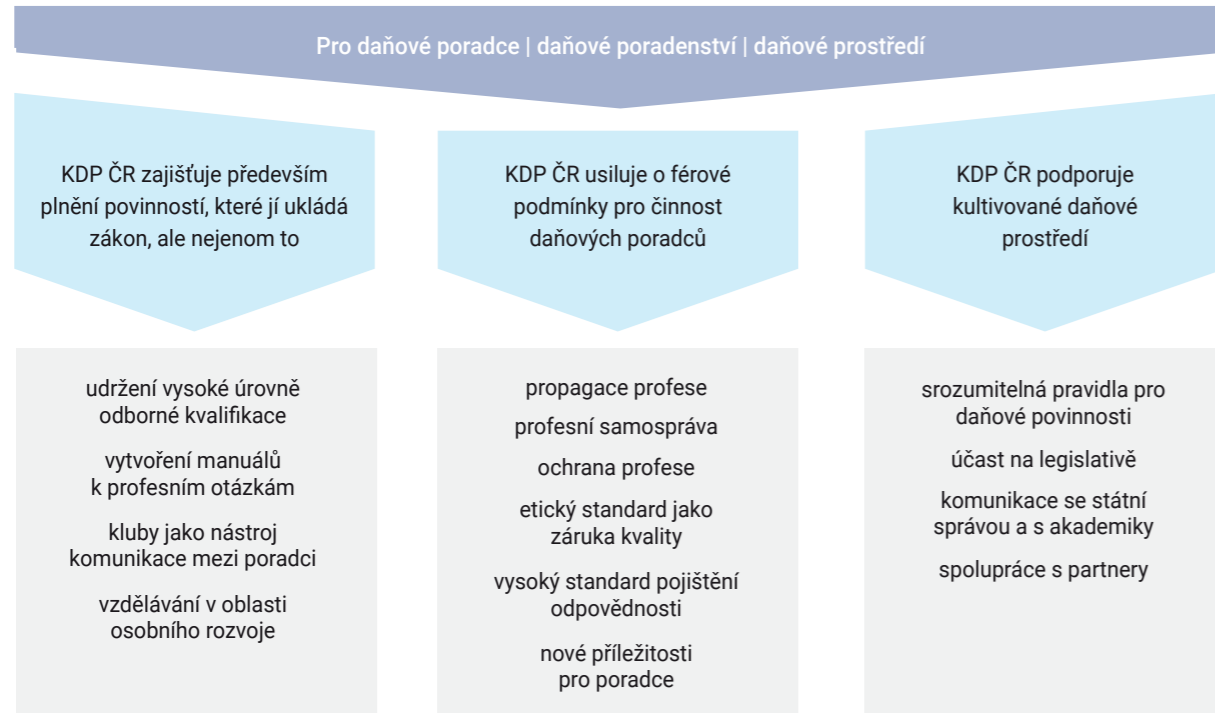 Pro daňové poradce | daňové poradenství | daňové prostředí
KDP ČR zajišťuje především
plnění povinností, které jí ukládá
zákon, ale nejenom to
udržení vysoké úrovně
odborné kvalifikace
vytvoření manuálů
k profesním otázkám
kluby jako nástroj
komunikace mezi poradci
vzdělávání v oblasti
osobního rozvoje
KDP ČR usiluje o férové
podmínky pro činnost
daňových poradců
propagace profese
profesní samospráva
ochrana profese
etický standard jako
záruka kvality
vysoký standard pojištění
odpovědnosti
nové příležitosti
pro poradce
KDP ČR podporuje
kultivované daňové
prostředí
srozumitelná pravidla pro
daňové povinnosti
účast na legislativě
komunikace se státní
správou a s akademiky
spolupráce s partnery